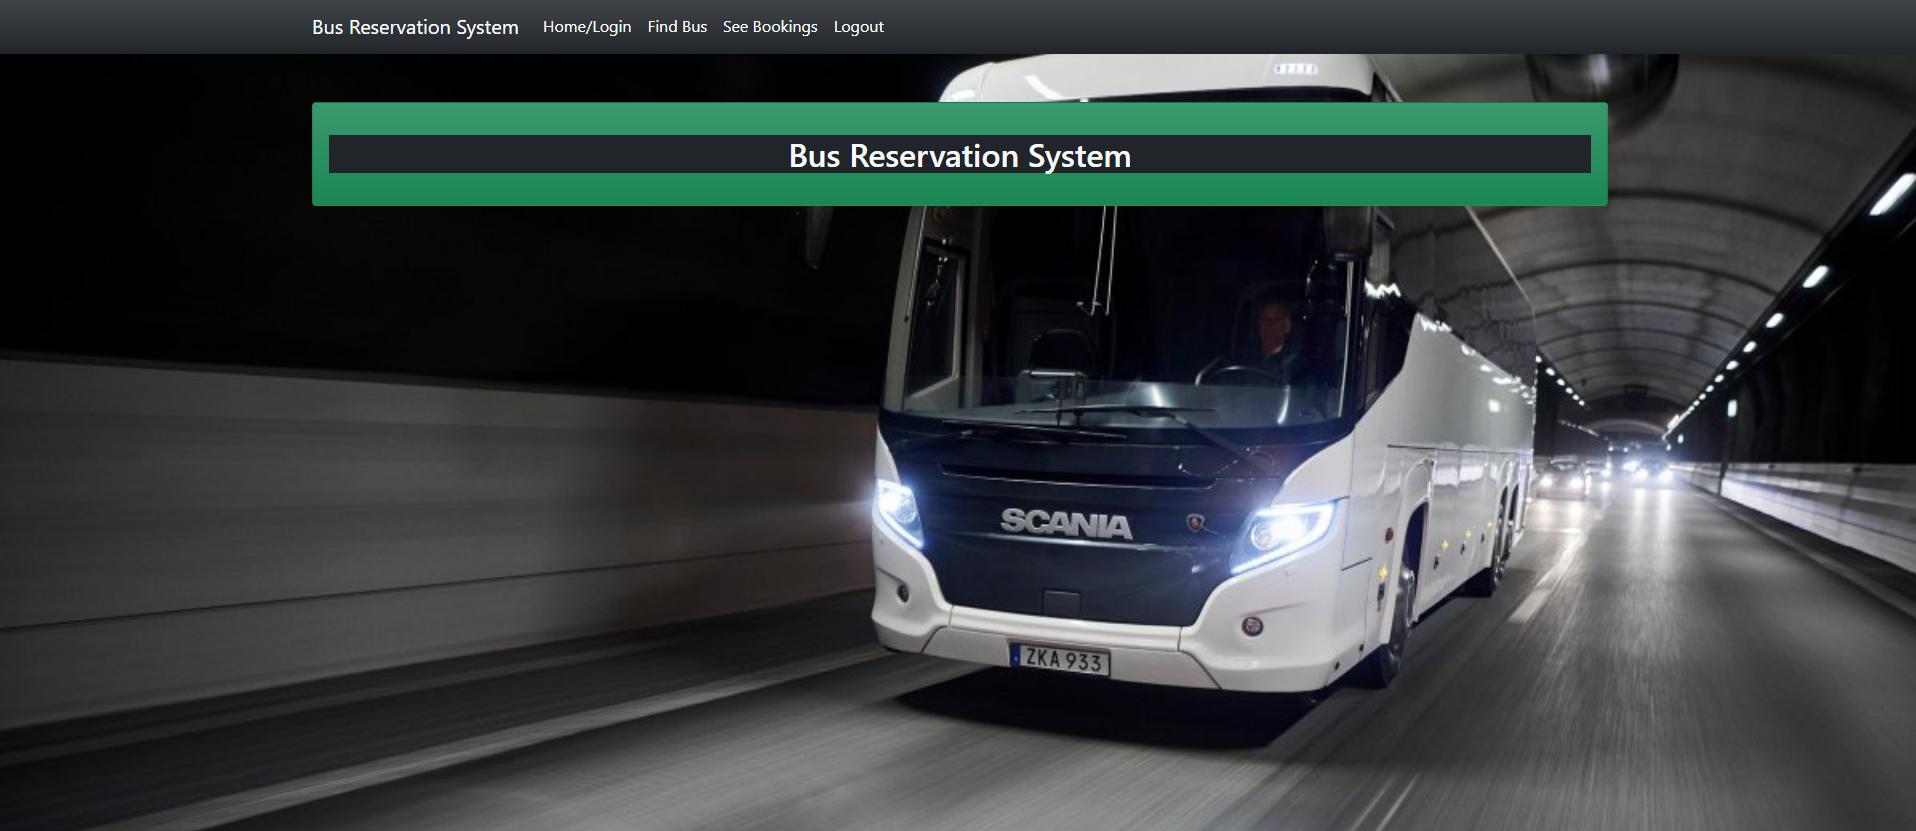 Bus Reservation System Home/Login Find Bus See Bookings Logout
Bus Reservation System
SCANIA
ZKA 933